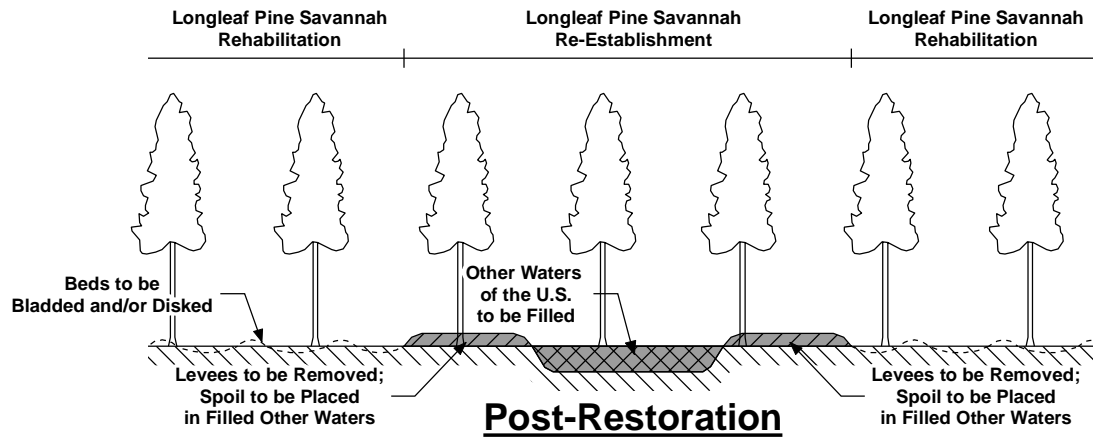 Longleaf Pine Savannah
Rehabilitation
Longleaf Pine Savannah
Re-Establishment
Longleaf Pine Savannah
Rehabilitation
Beds to be
Bladed and/or Disked
Other Waters
of the U.S.
to be Filled
Levees to be Removed;
Spoil to be Placed
in Filled Other Waters
Levees to be Removed;
Spoil to be Placed
in Filled Other Waters
Post-Restoration